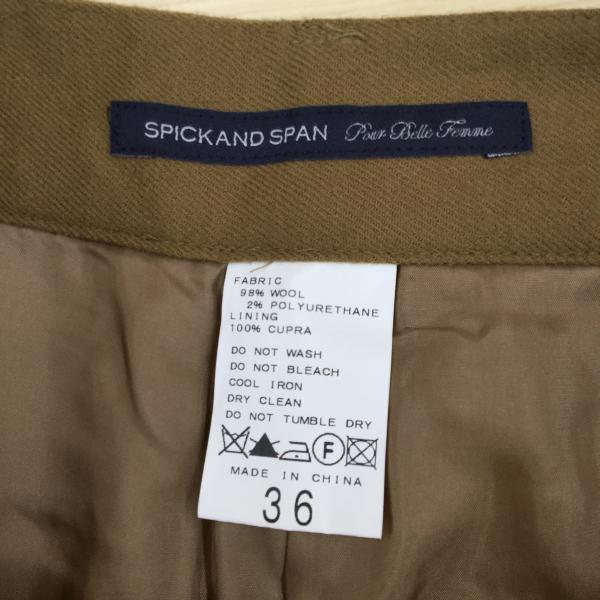 SPICK AND SPAN Pour Belle Femme
FABRIC
98% WOOL
2% POLYURETHANE
LINING
100% CUPRA
DO NOT WASH
DO NOT BLEACH
COOL IRON
DRY CLEAN
DO NOT TUMBLE DRY
F
MADE IN CHINA
36